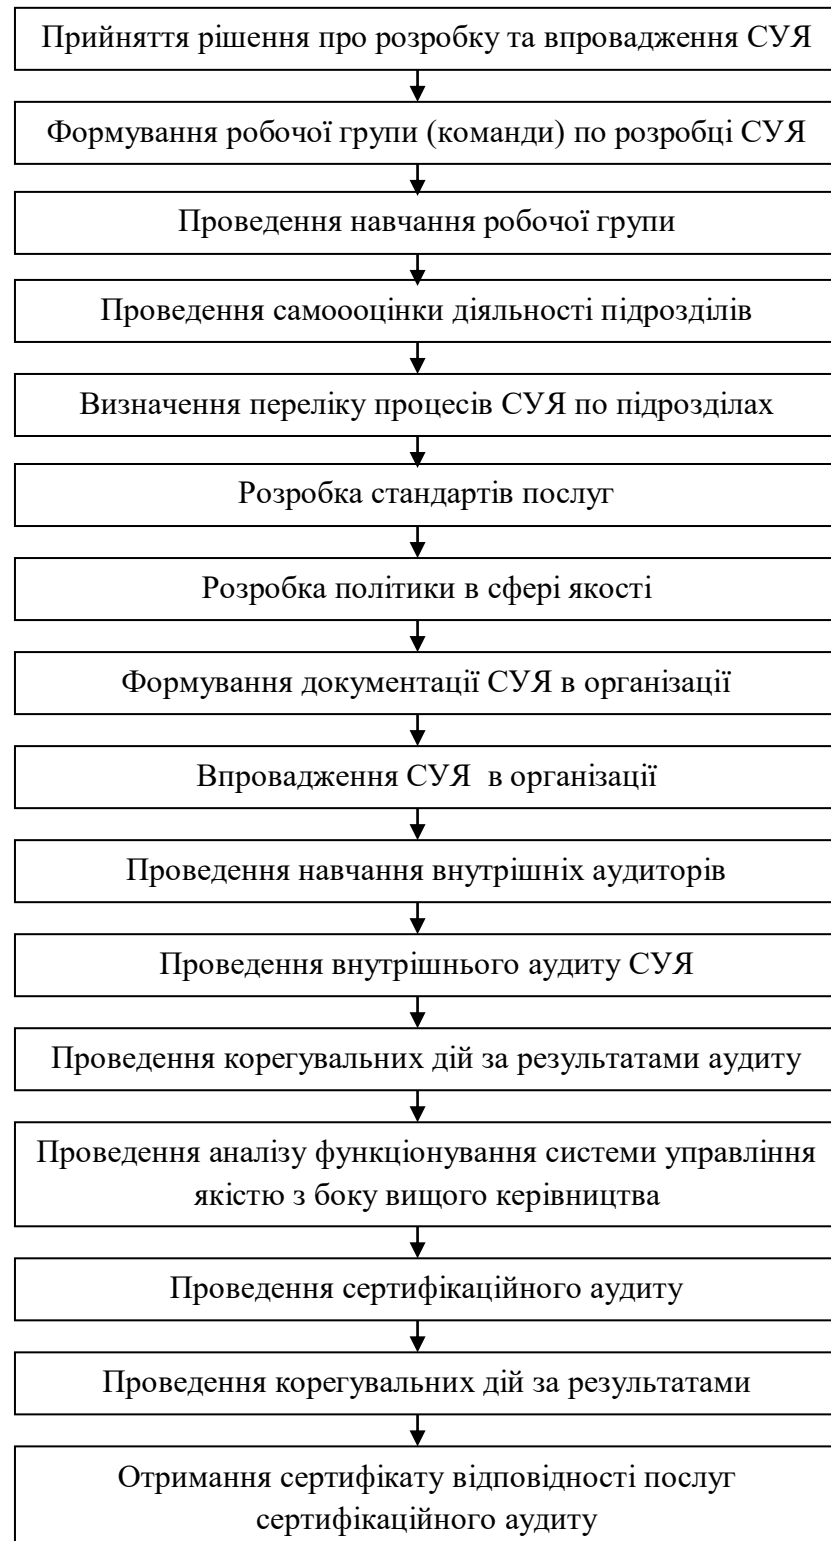 Прийняття рішення про розробку та впровадження СУЯ
Формування робочої групи (команди) по розробці СУЯ
Проведення навчання робочої групи
Проведення самоооцінки діяльності підрозділів
Визначення переліку процесів СУЯ по підрозділах
Розробка стандартів послуг
Розробка політики в сфері якості
Формування документації СУЯ в організації
Впровадження СУЯ  в організації
Проведення навчання внутрішніх аудиторів
Проведення внутрішнього аудиту СУЯ
Проведення корегувальних дій за результатами аудиту
Проведення аналізу функціонування системи управління
якістю з боку вищого керівництва
Проведення сертифікаційного аудиту
Проведення корегувальних дій за результатами
Отримання сертифікату відповідності послуг
сертифікаційного аудиту